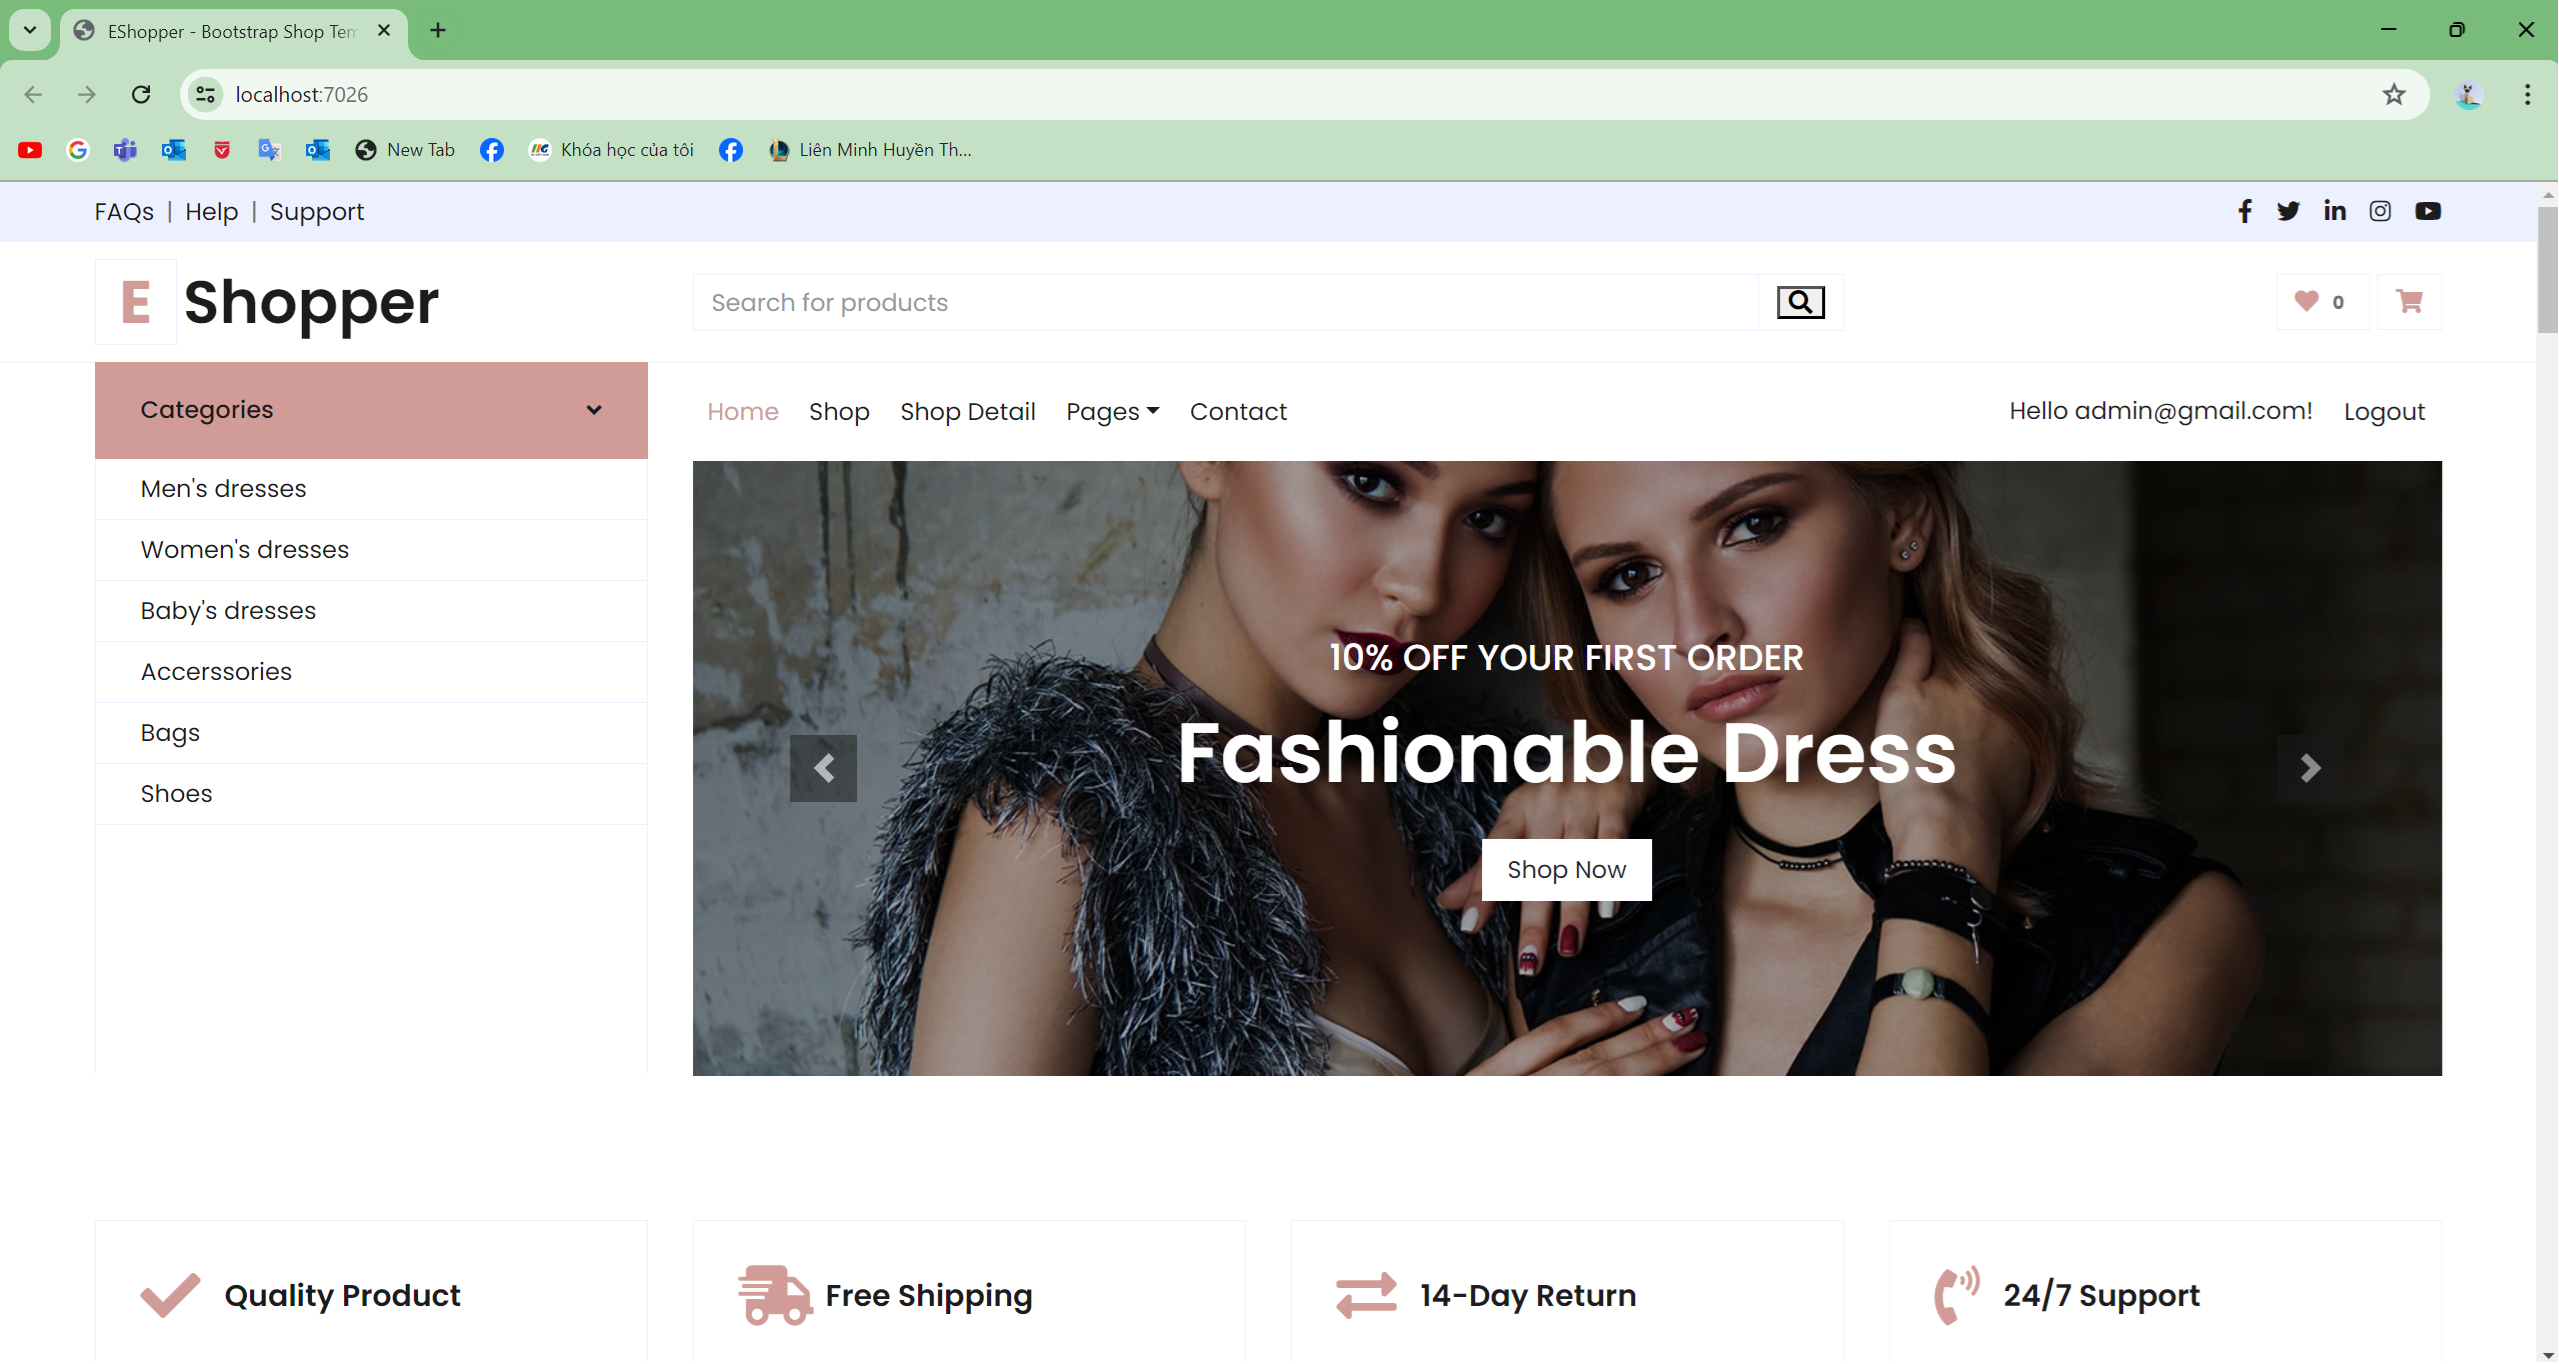 EShopper - Bootstrap Shop Tem
localhost:7026
New Tab
Khóa học của tôi
Liên Minh Huyền Th...
FAQs | Help | Support
E Shopper
Search for products
0
Categories
Home
Shop
Shop Detail
Pages
Contact
Hello admin@gmail.com!
Logout
Men's dresses
Women's dresses
Baby's dresses
Accerssories
Bags
Shoes
10% OFF YOUR FIRST ORDER
Fashionable Dress
Shop Now
Quality Product
Free Shipping
14-Day Return
24/7 Support